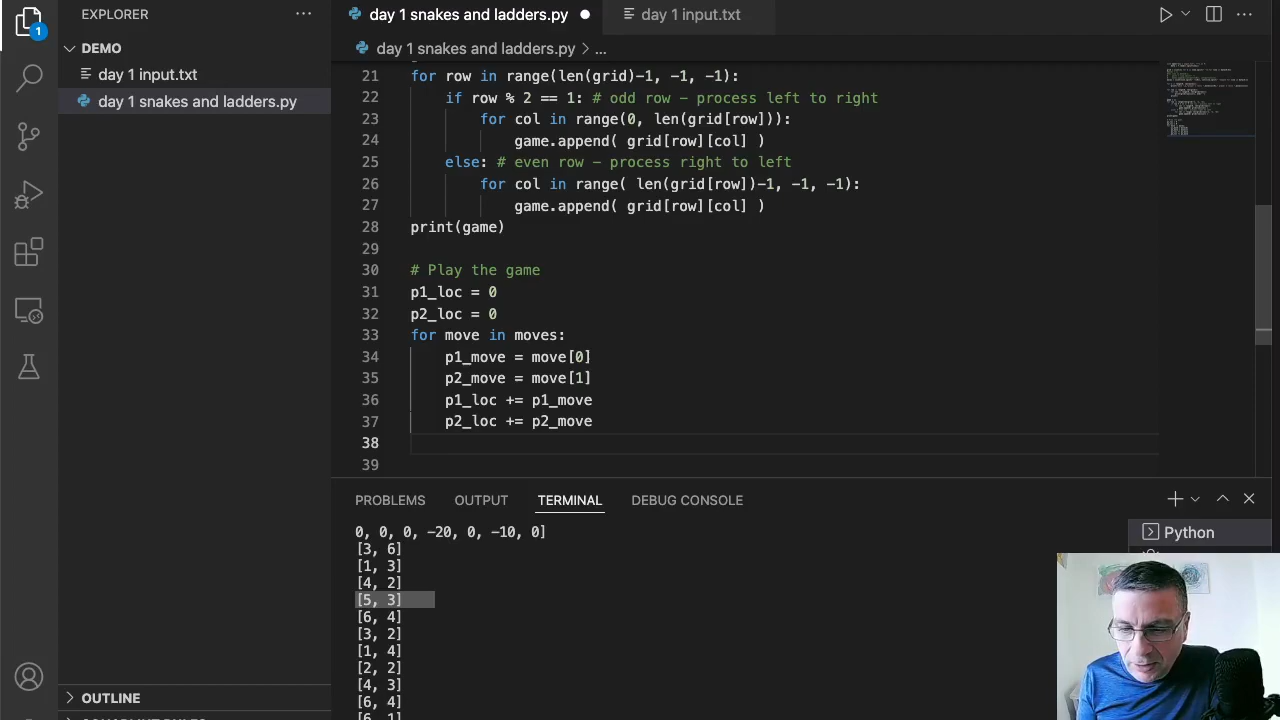 EXPLORER
day 1 snakes and ladders.py
day 1 input.txt
1
DEMO
day 1 snakes and ladders.py > ...
day 1 input.txt
day 1 snakes and ladders.py
21 for row in range(len(grid)-1, -1, -1):
22 if row % 2 == 1: # odd row – process left to right
23 for col in range(0, len(grid[row])):
24 game.append( grid[row][col] )
25 else: # even row – process right to left
26 for col in range( len(grid[row])-1, -1, -1):
27 game.append( grid[row][col] )
28 print(game)
29
30 # Play the game
31 p1_loc = 0
32 p2_loc = 0
33 for move in moves:
34 p1_move = move[0]
35 p2_move = move[1]
36 p1_loc += p1_move
37 p2_loc += p2_move
38
39
PROBLEMS OUTPUT TERMINAL DEBUG CONSOLE
0, 0, 0, -20, 0, -10, 0]
[3, 6]
[1, 3]
[4, 2]
[5, 3]
[6, 4]
[3, 2]
[1, 4]
[2, 2]
[4, 3]
[6, 4]
[6, 1]
Python
OUTLINE